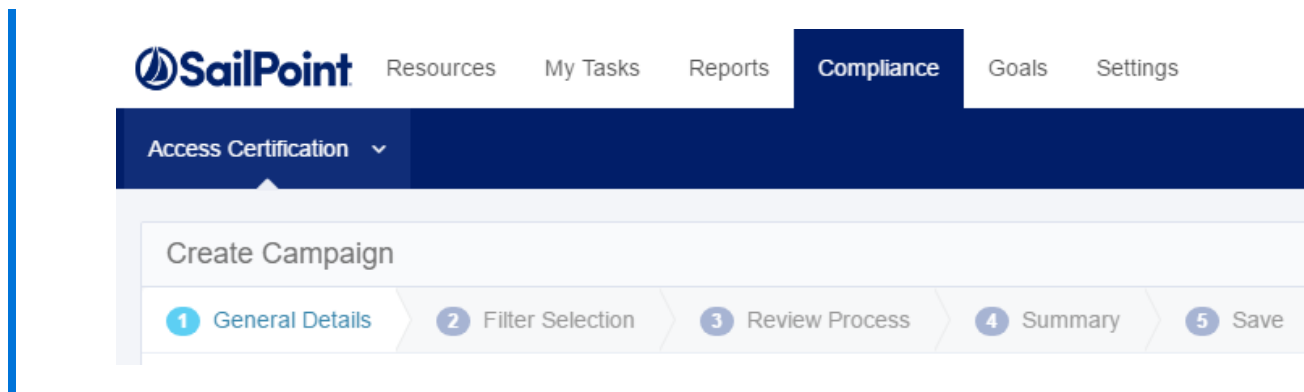 SailPoint Resources My Tasks Reports Compliance Goals Settings
Access Certification
Create Campaign
1 General Details 2 Filter Selection 3 Review Process 4 Summary 5 Save